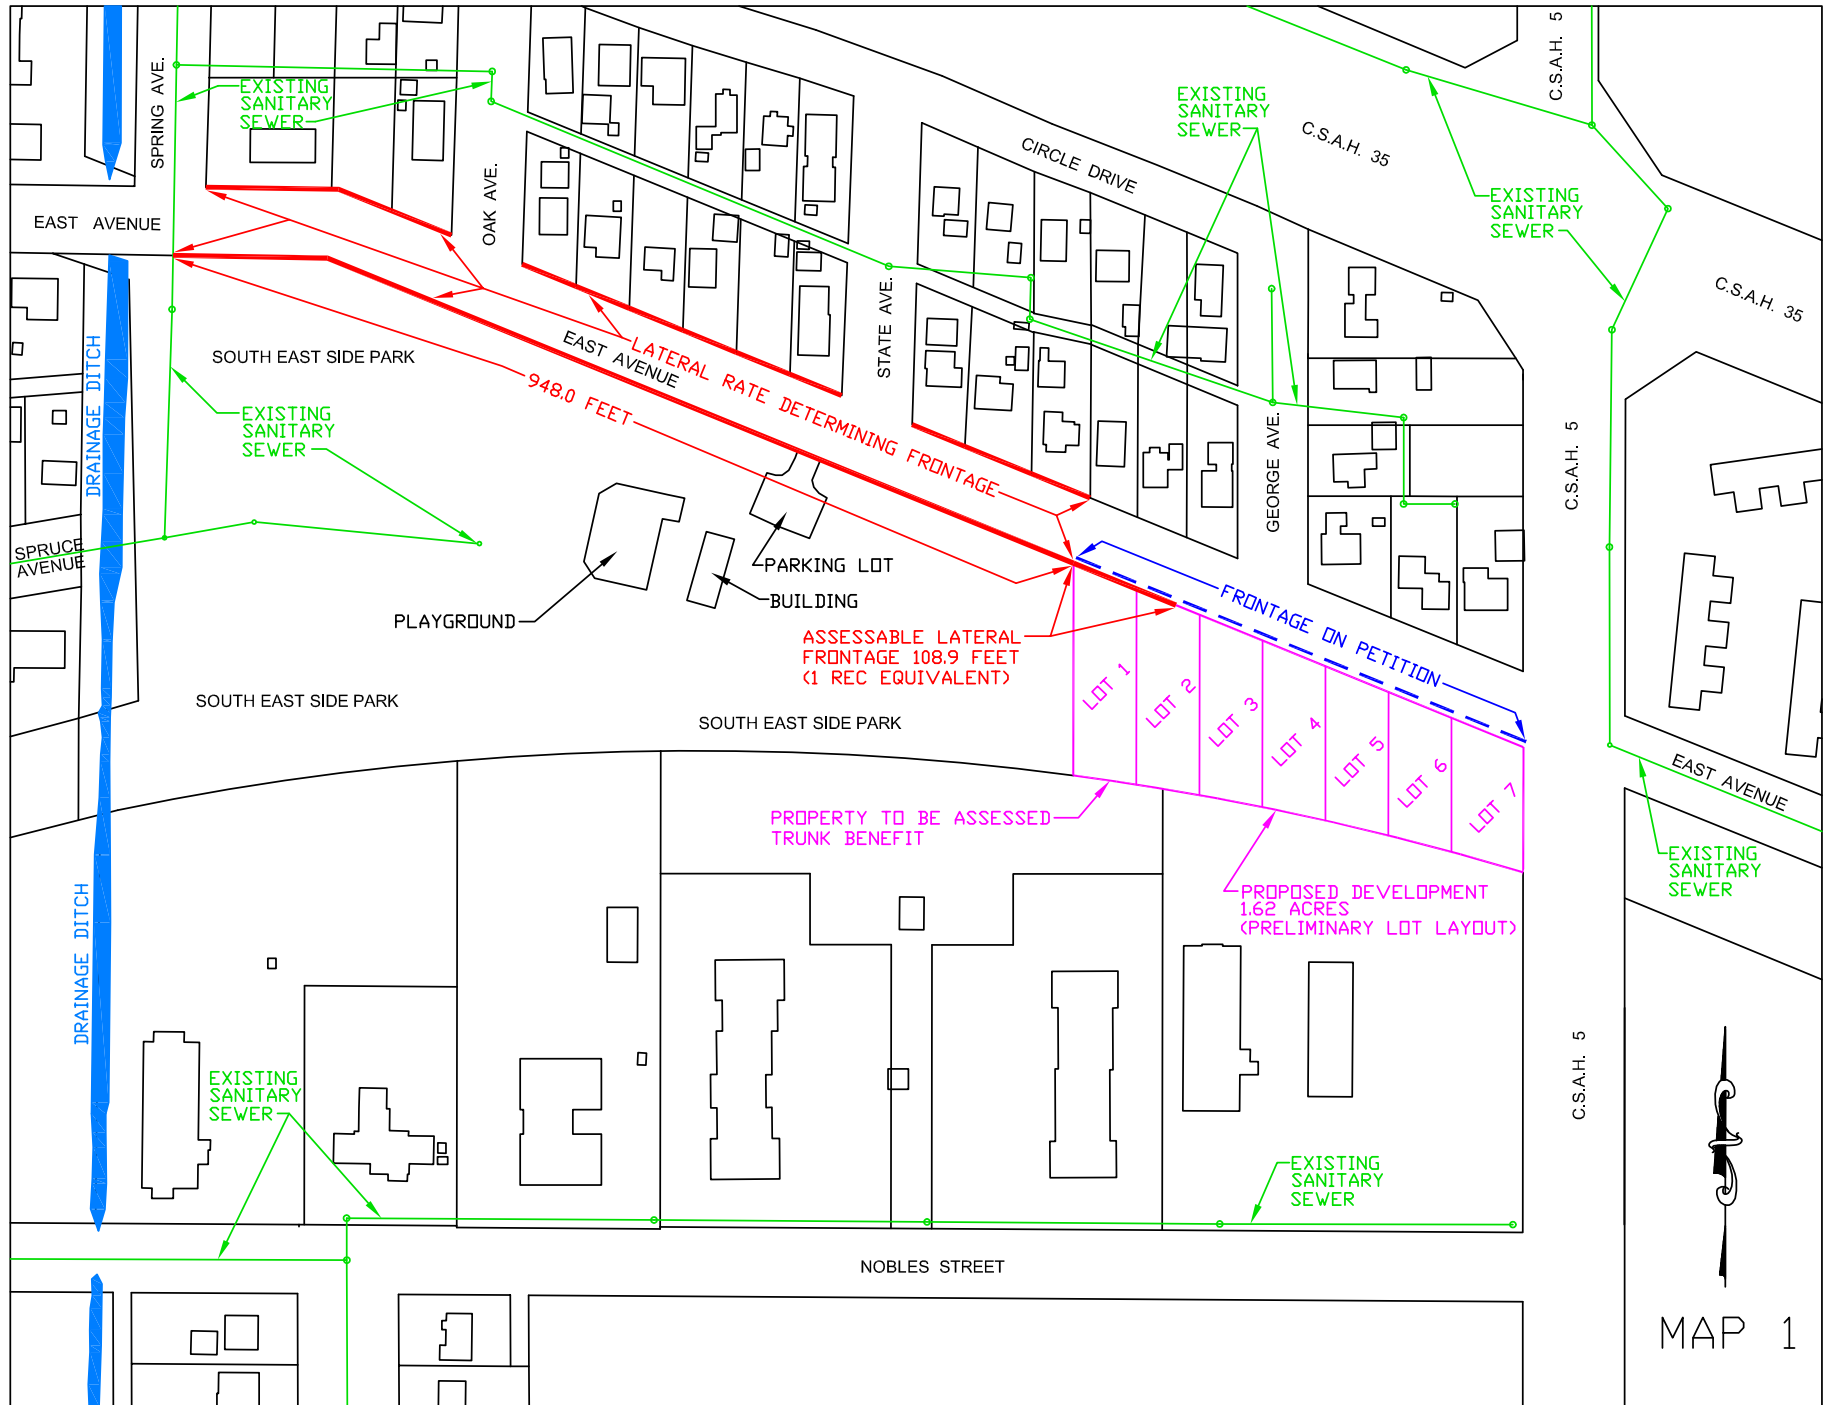 C.S.A.H. 5
SPRING AVE.
EXISTING
SANITARY
SEWER
EXISTING
SANITARY
SEWER
C.S.A.H. 35
CIRCLE DRIVE
EXISTING
SANITARY
SEWER
EAST AVENUE
OAK AVE.
C.S.A.H. 35
STATE AVE.
SOUTH EAST SIDE PARK
EAST AVENUE
LATERAL RATE DETERMINING FRONTAGE
948.0 FEET
DRAINAGE DITCH
EXISTING
SANITARY
SEWER
GEORGE AVE.
C.S.A.H. 5
SPRUCE
AVENUE
PARKING LOT
BUILDING
PLAYGROUND
FRONTAGE ON PETITION
ASSESSABLE LATERAL
FRONTAGE 108.9 FEET
(1 REC EQUIVALENT)
SOUTH EAST SIDE PARK
SOUTH EAST SIDE PARK
LOT 1
LOT 2
LOT 3
LOT 4
LOT 5
LOT 6
LOT 7
EAST AVENUE
PROPERTY TO BE ASSESSED
TRUNK BENEFIT
EXISTING
SANITARY
SEWER
PROPOSED DEVELOPMENT
1.62 ACRES
(PRELIMINARY LOT LAYOUT)
DRAINAGE DITCH
C.S.A.H. 5
EXISTING
SANITARY
SEWER
EXISTING
SANITARY
SEWER
NOBLES STREET
MAP 1